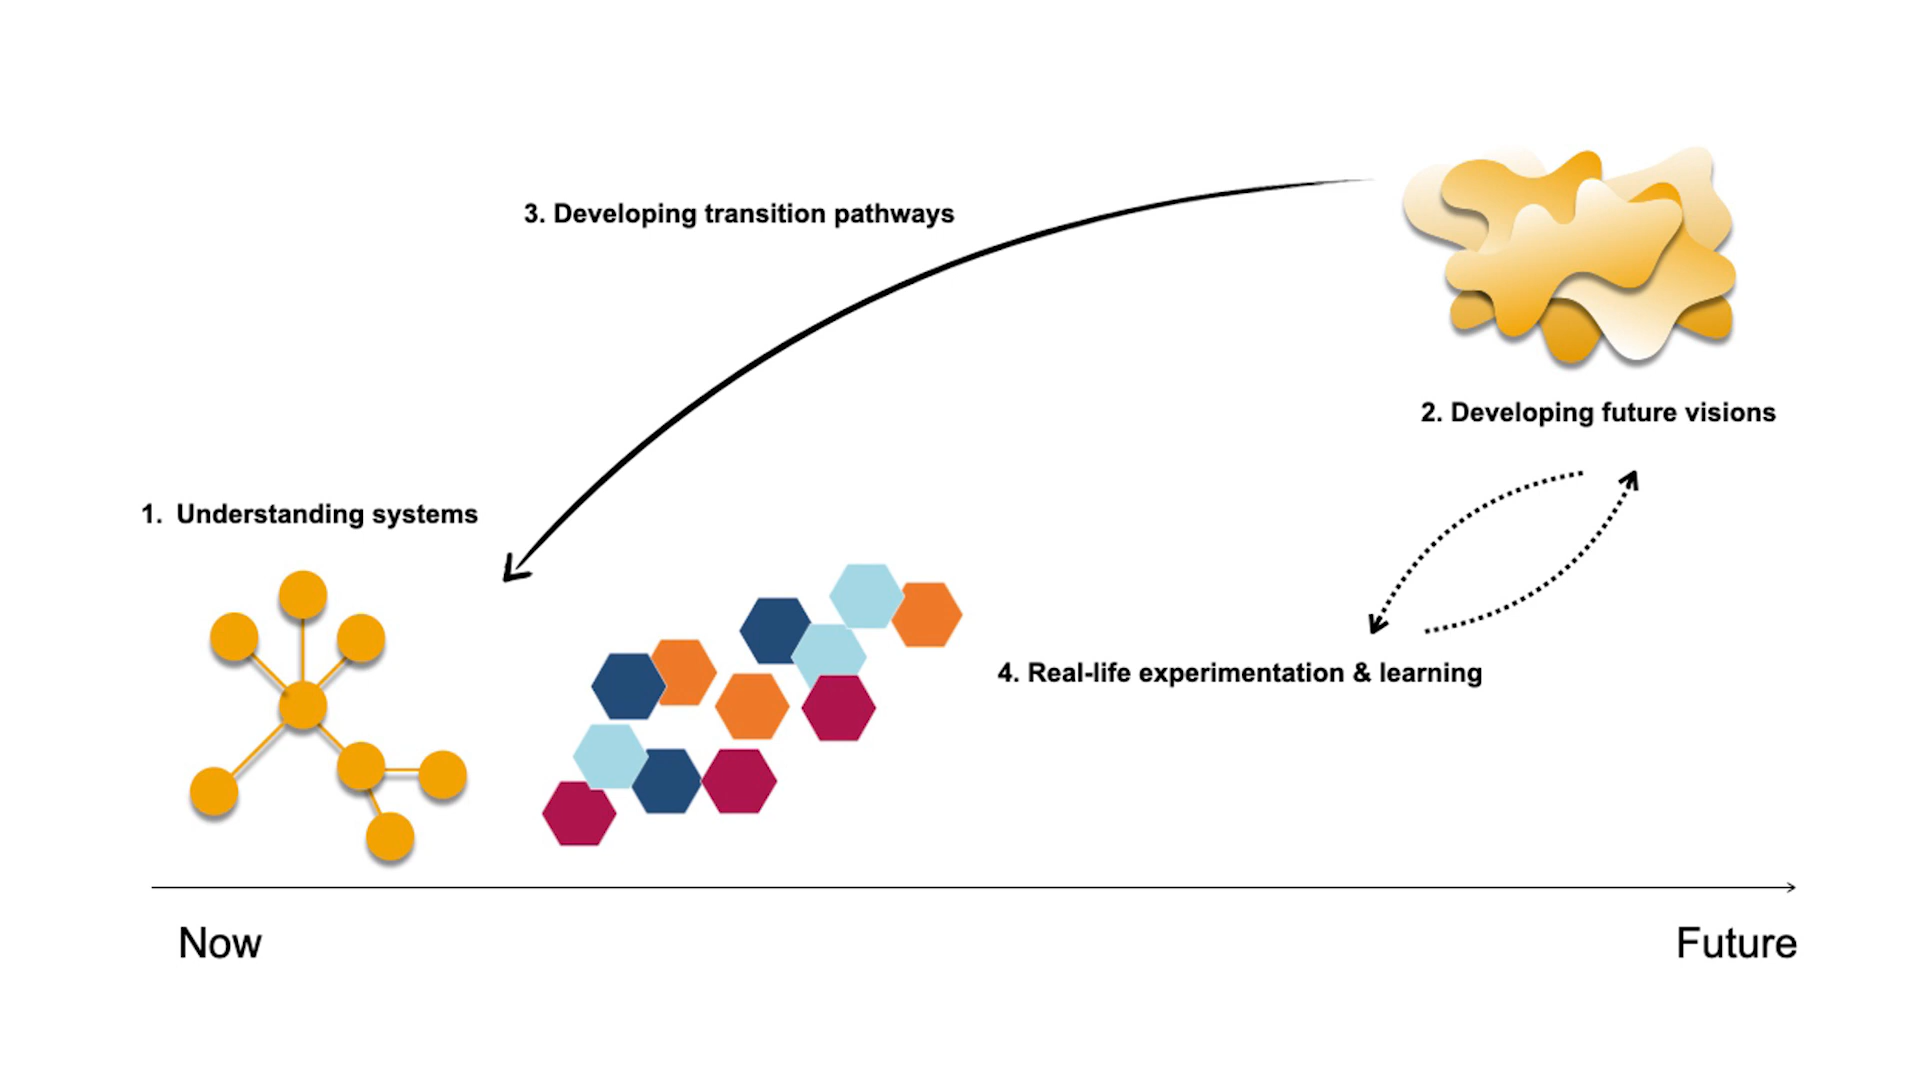 3. Developing transition pathways
2. Developing future visions
1. Understanding systems
4. Real-life experimentation & learning
Now
Future